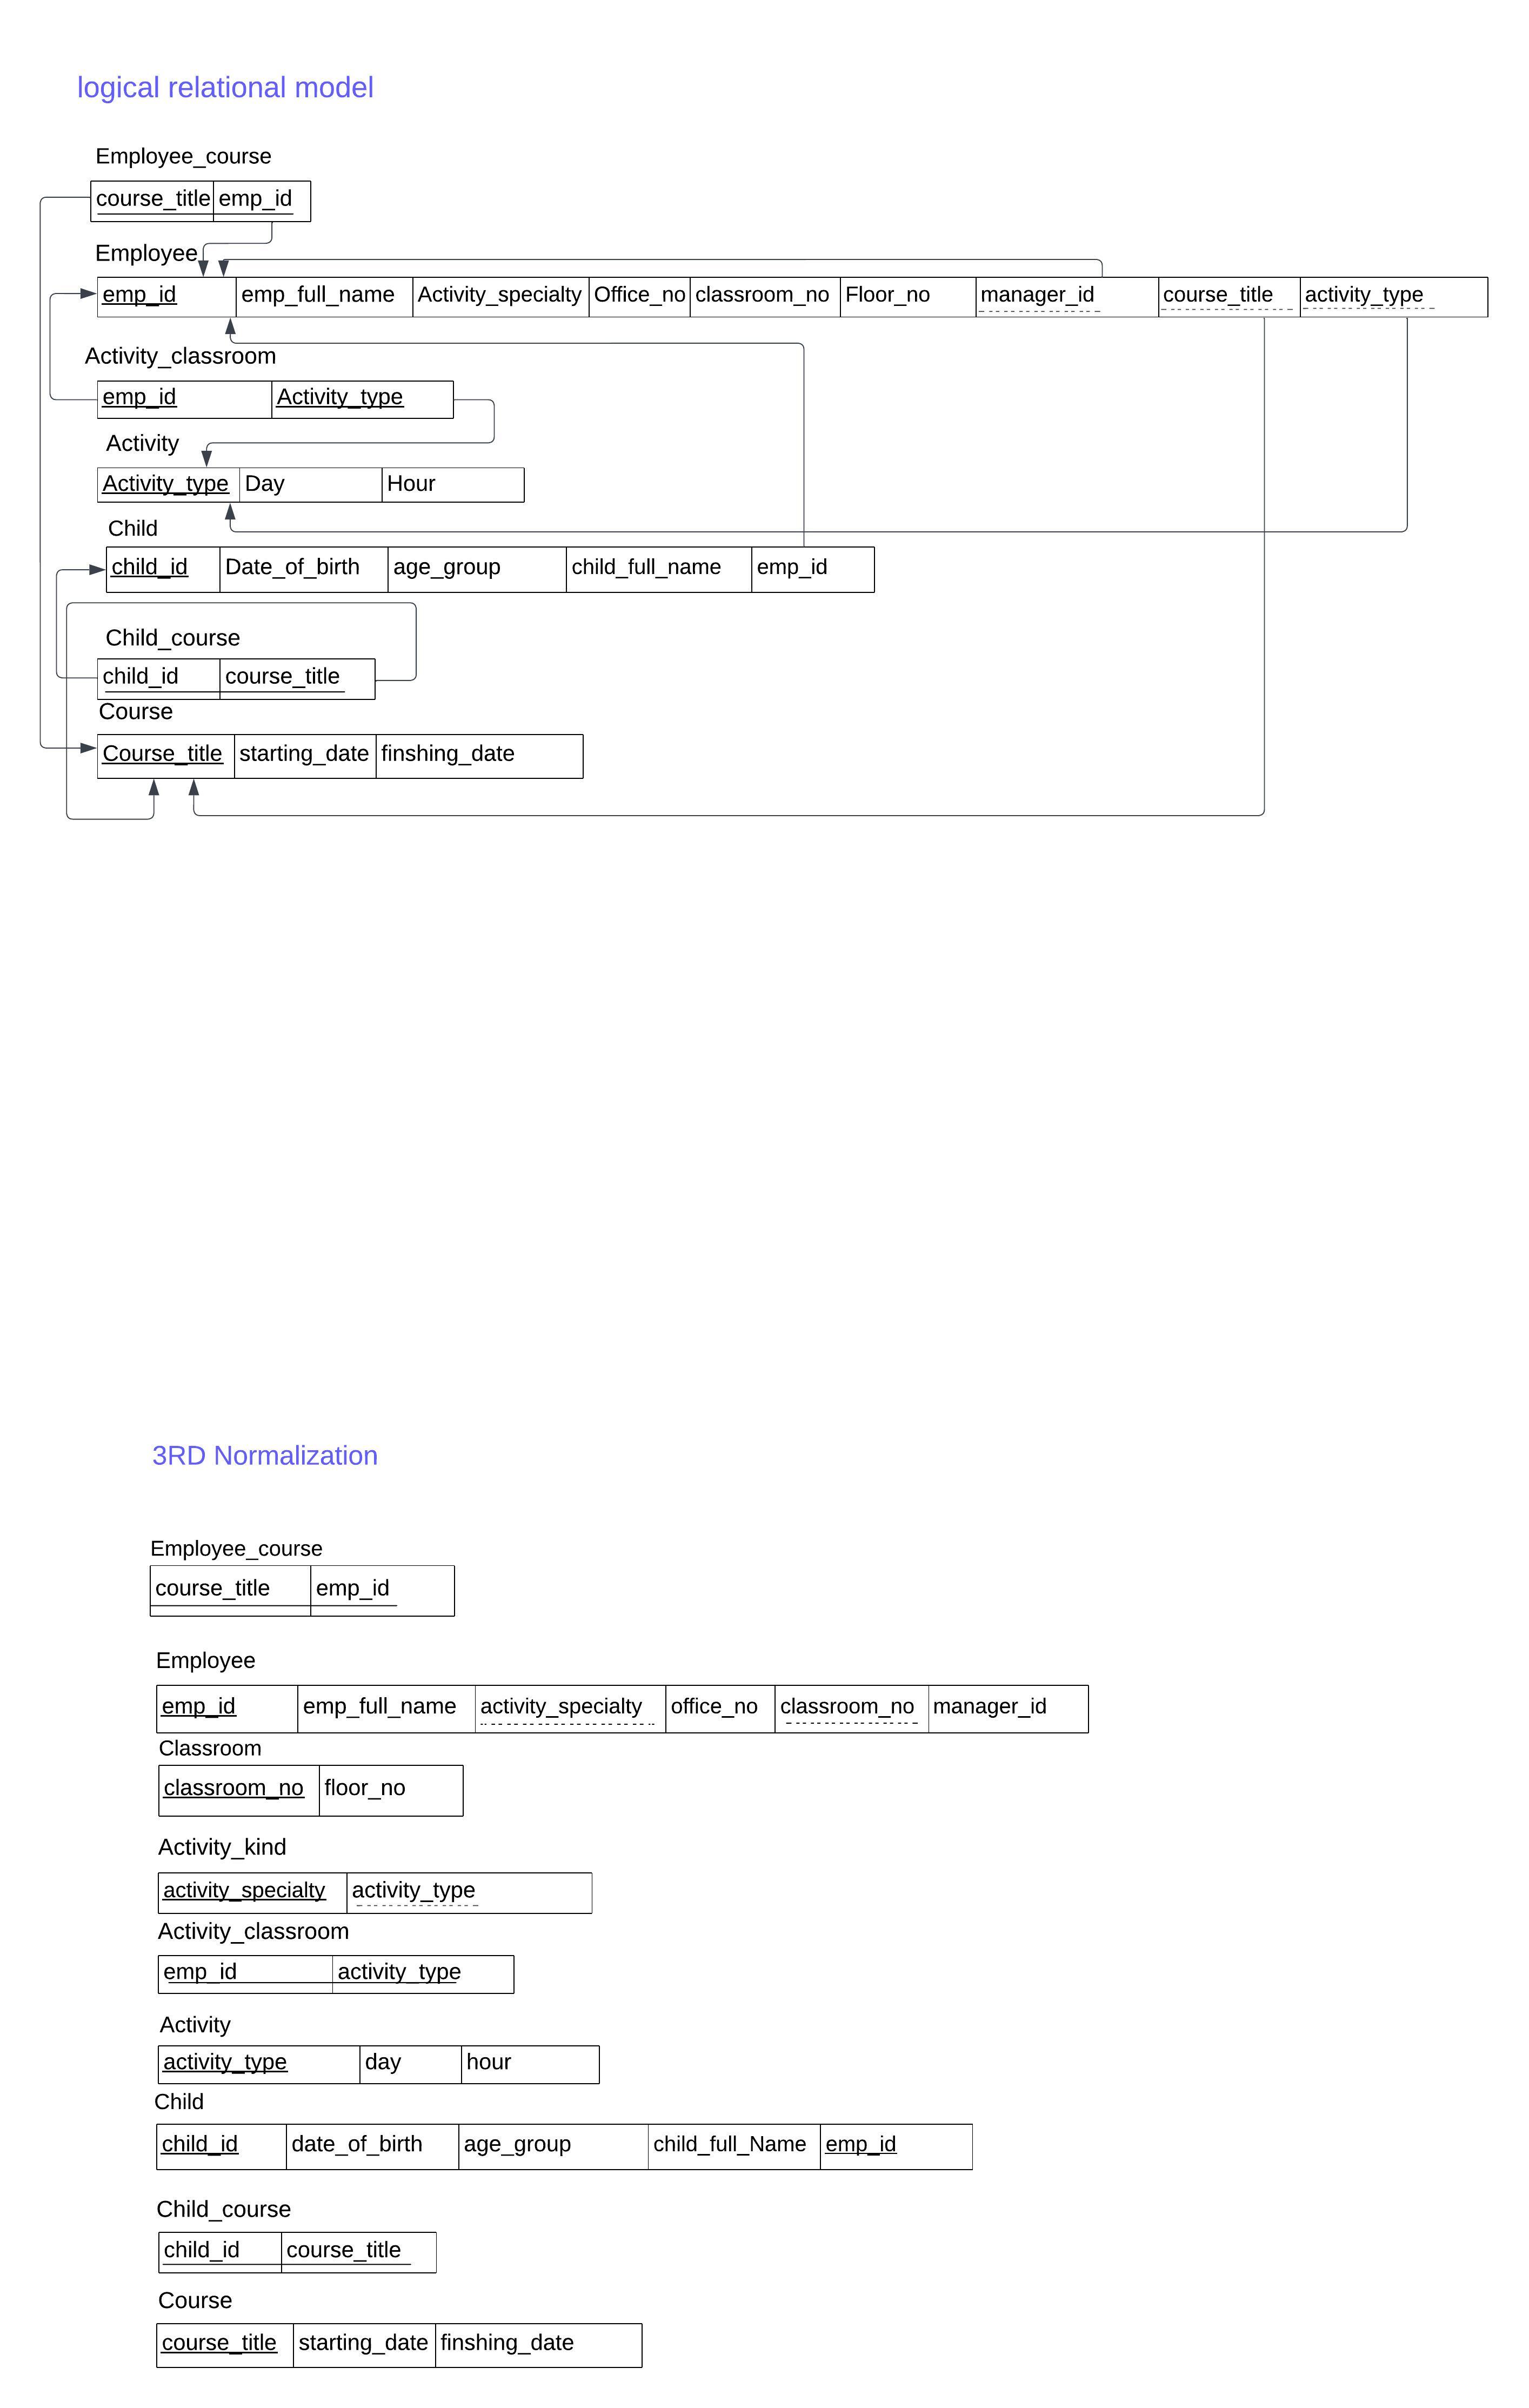 logical relational model
Employee_course
course_title emp_id
Employee
emp_id emp_full_name Activity_specialty Office_no classroom_no Floor_no manager_id course_title activity_type
Activity_classroom
emp_id Activity_type
Activity
Activity_type Day Hour
Child
child_id Date_of_birth age_group child_full_name emp_id
Child_course
child_id course_title
Course
Course_title starting_date finshing_date
3RD Normalization
Employee_course
course_title emp_id
Employee
emp_id emp_full_name activity_specialty office_no classroom_no manager_id
Classroom
classroom_no floor_no
Activity_kind
activity_specialty activity_type
Activity_classroom
emp_id activity_type
Activity
activity_type day hour
Child
child_id date_of_birth age_group child_full_Name emp_id
Child_course
child_id course_title
Course
course_title starting_date finshing_date